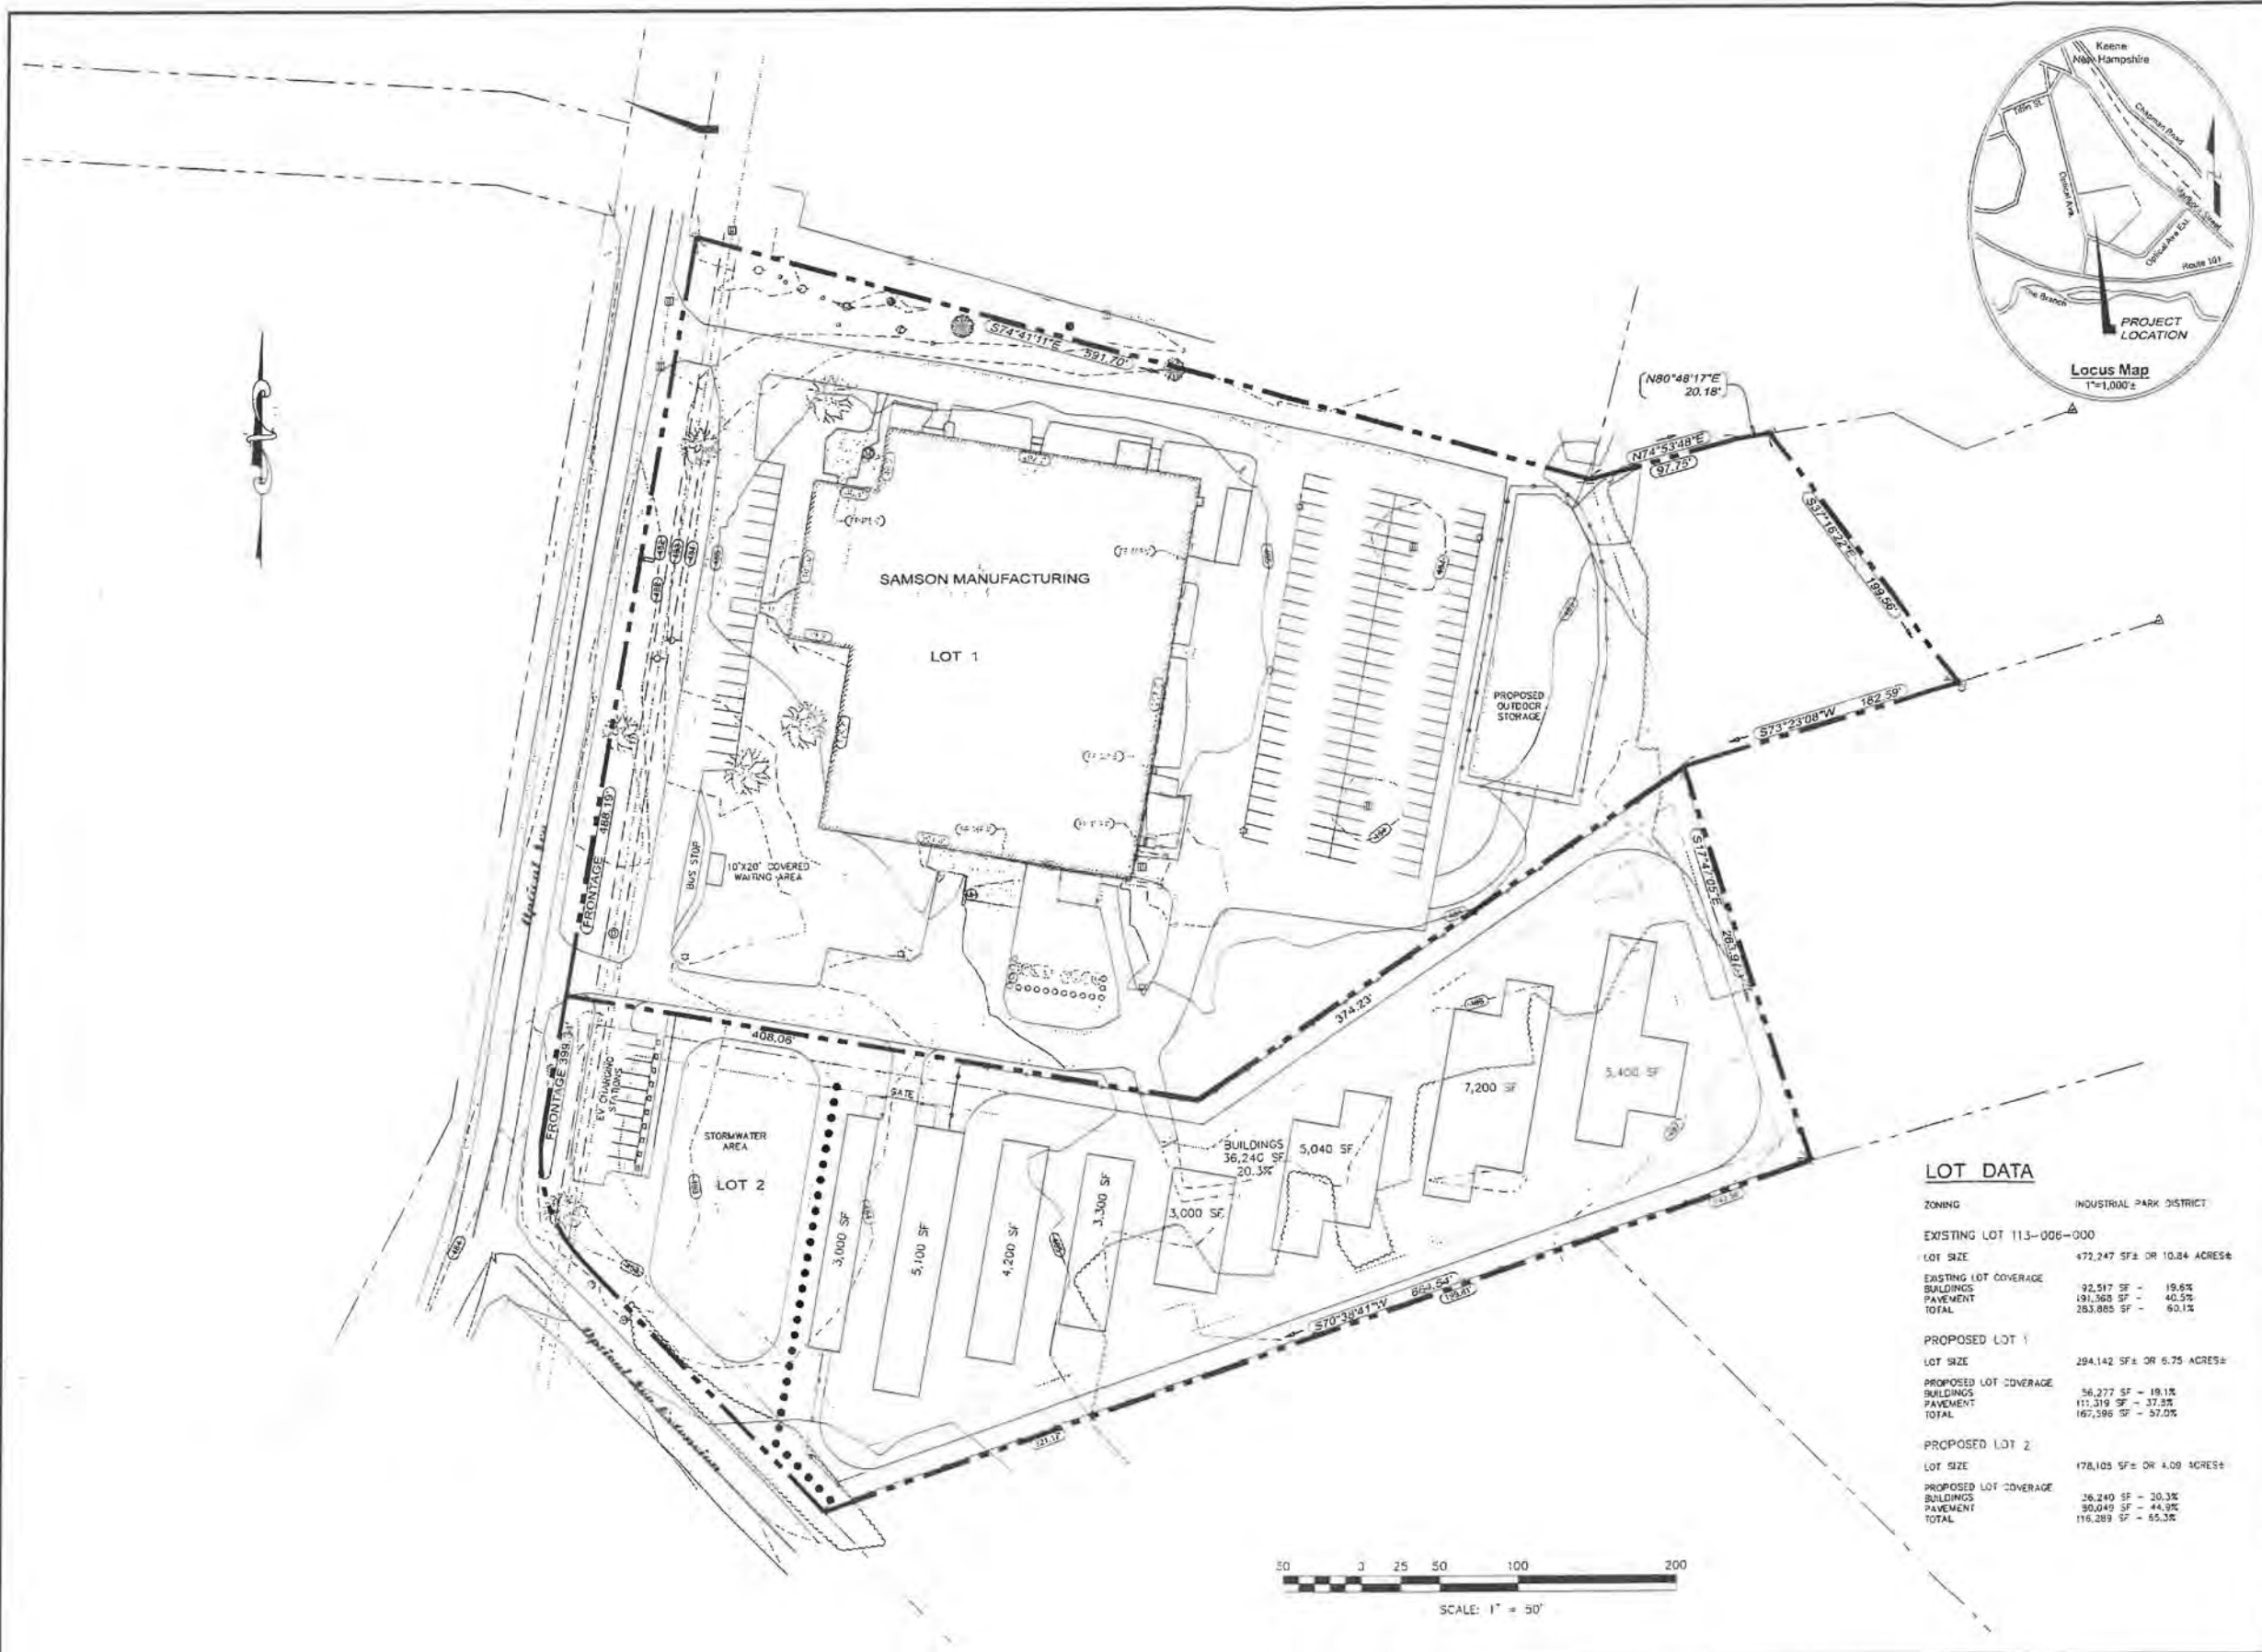 Keene
New Hampshire
Tiffin St.
Chapman Road
Optical Ave.
Marlboro Street
Optical Ave Ext.
Route 101
The Branch
PROJECT
LOCATION
Locus Map
1"=1,000'±
S74°41'11"E 591.70'
N80°48'17"E
20.18'
N74°53'48"E
97.75'
S37°16'22"E 199.56'
S73°23'08"W 182.59'
SAMSON MANUFACTURING
LOT 1
PROPOSED
OUTDOOR
STORAGE
FRONTAGE 488.19'
BUS STOP
10'X20' COVERED
WAITING AREA
Optical Ave
408.06'
374.23'
S17°47'05"E
FRONTAGE
EV CHARGING
STATIONS
STORMWATER
AREA
LOT 2
GATE
3,000 SF
5,100 SF
4,200 SF
3,300 SF
3,000 SF
BUILDINGS
36,240 SF
20.3%
5,040 SF
7,200 SF
5,400 SF
S70°38'41"W 664.54'
Optical Ave Extension
LOT DATA
ZONING INDUSTRIAL PARK DISTRICT
EXISTING LOT 113-006-000
LOT SIZE 472,247 SF± OR 10.84 ACRES±
EXISTING LOT COVERAGE
BUILDINGS 92,517 SF - 19.6%
PAVEMENT 191,368 SF - 40.5%
TOTAL 283,885 SF - 60.1%
PROPOSED LOT 1
LOT SIZE 294,142 SF± OR 6.75 ACRES±
PROPOSED LOT COVERAGE
BUILDINGS 56,277 SF - 19.1%
PAVEMENT 111,319 SF -
TOTAL 167,596 SF - 57.0%
PROPOSED LOT 2
LOT SIZE 178,105 SF± OR 4.09 ACRES±
PROPOSED LOT COVERAGE
BUILDINGS 36,240 SF - 20.3%
PAVEMENT 80,049 SF - 44.9%
TOTAL 116,289 SF - 65.3%
50 0 25 50 100 200
SCALE: 1" = 50'